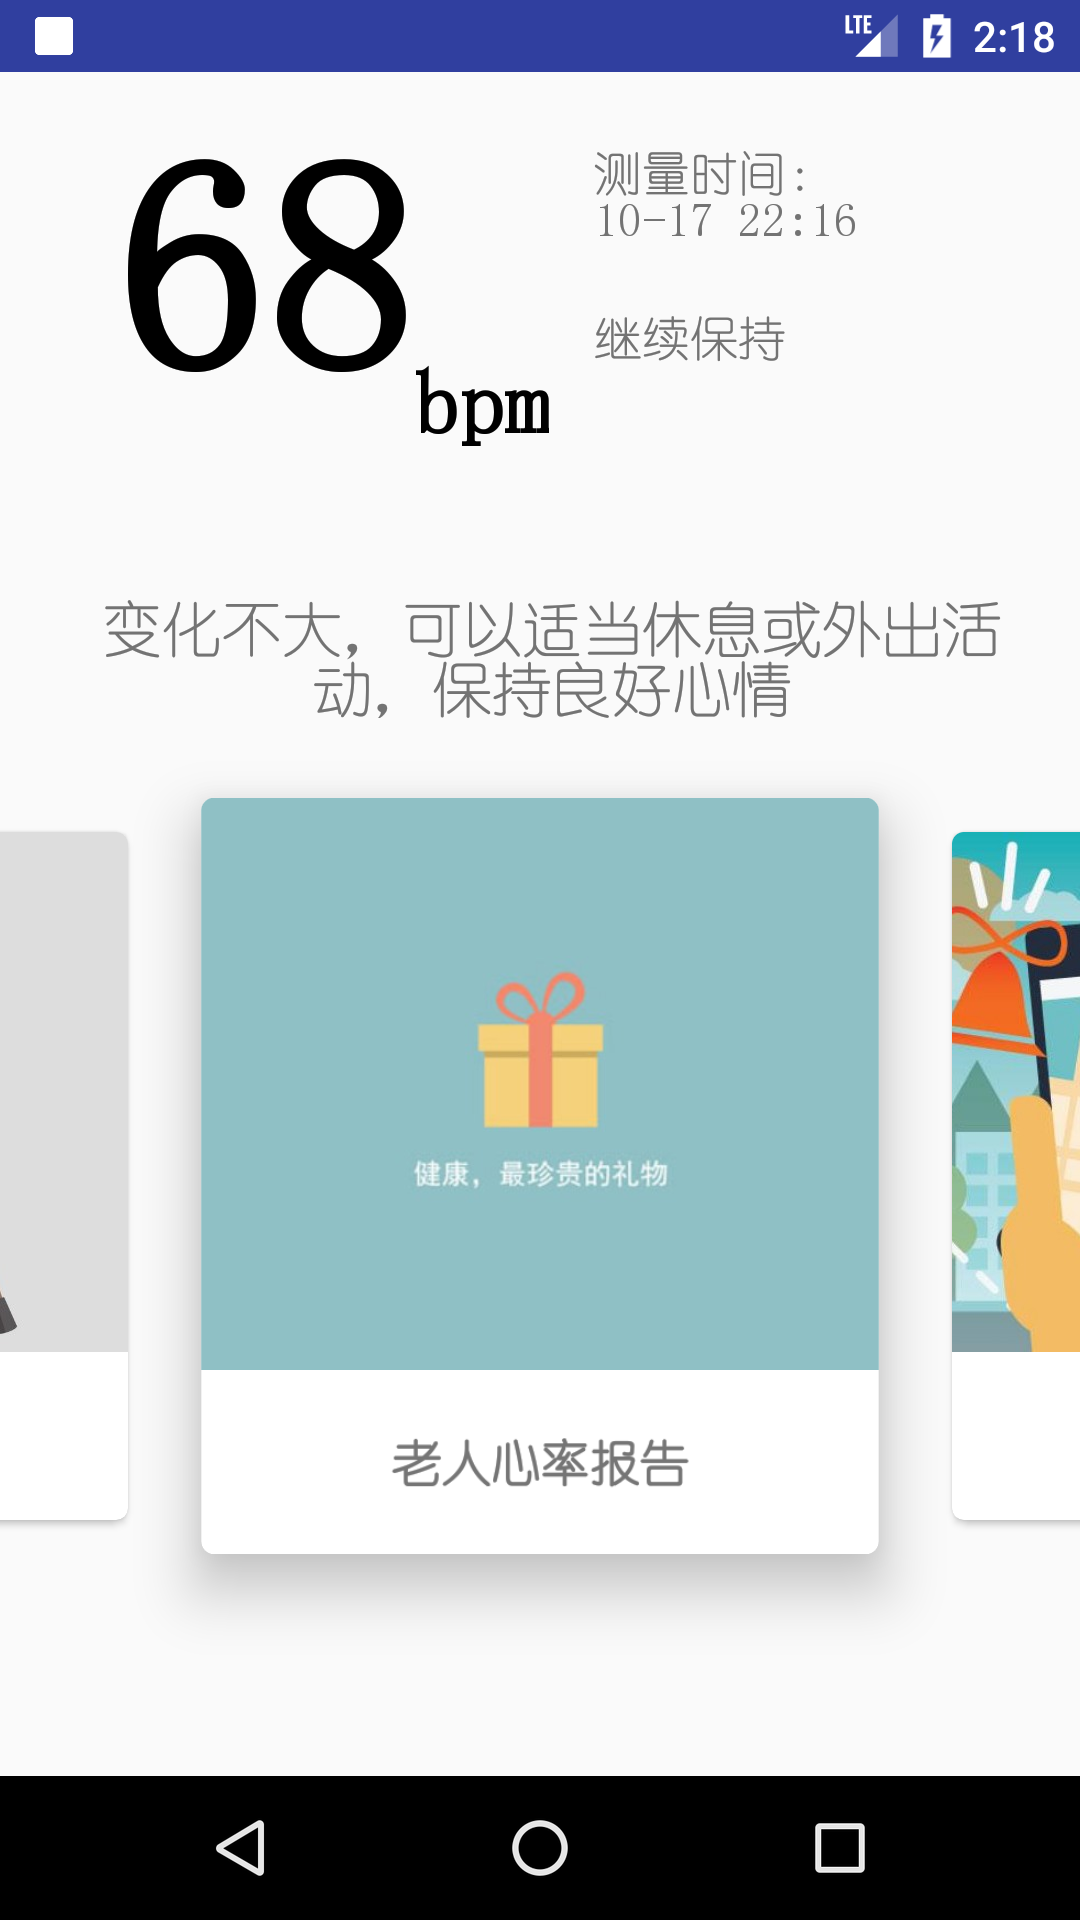 LTE 2:18
68 bpm
测量时间:
10-17 22:16
继续保持
变化不大，可以适当休息或外出活
动，保持良好心情
健康，最珍贵的礼物
老人心率报告